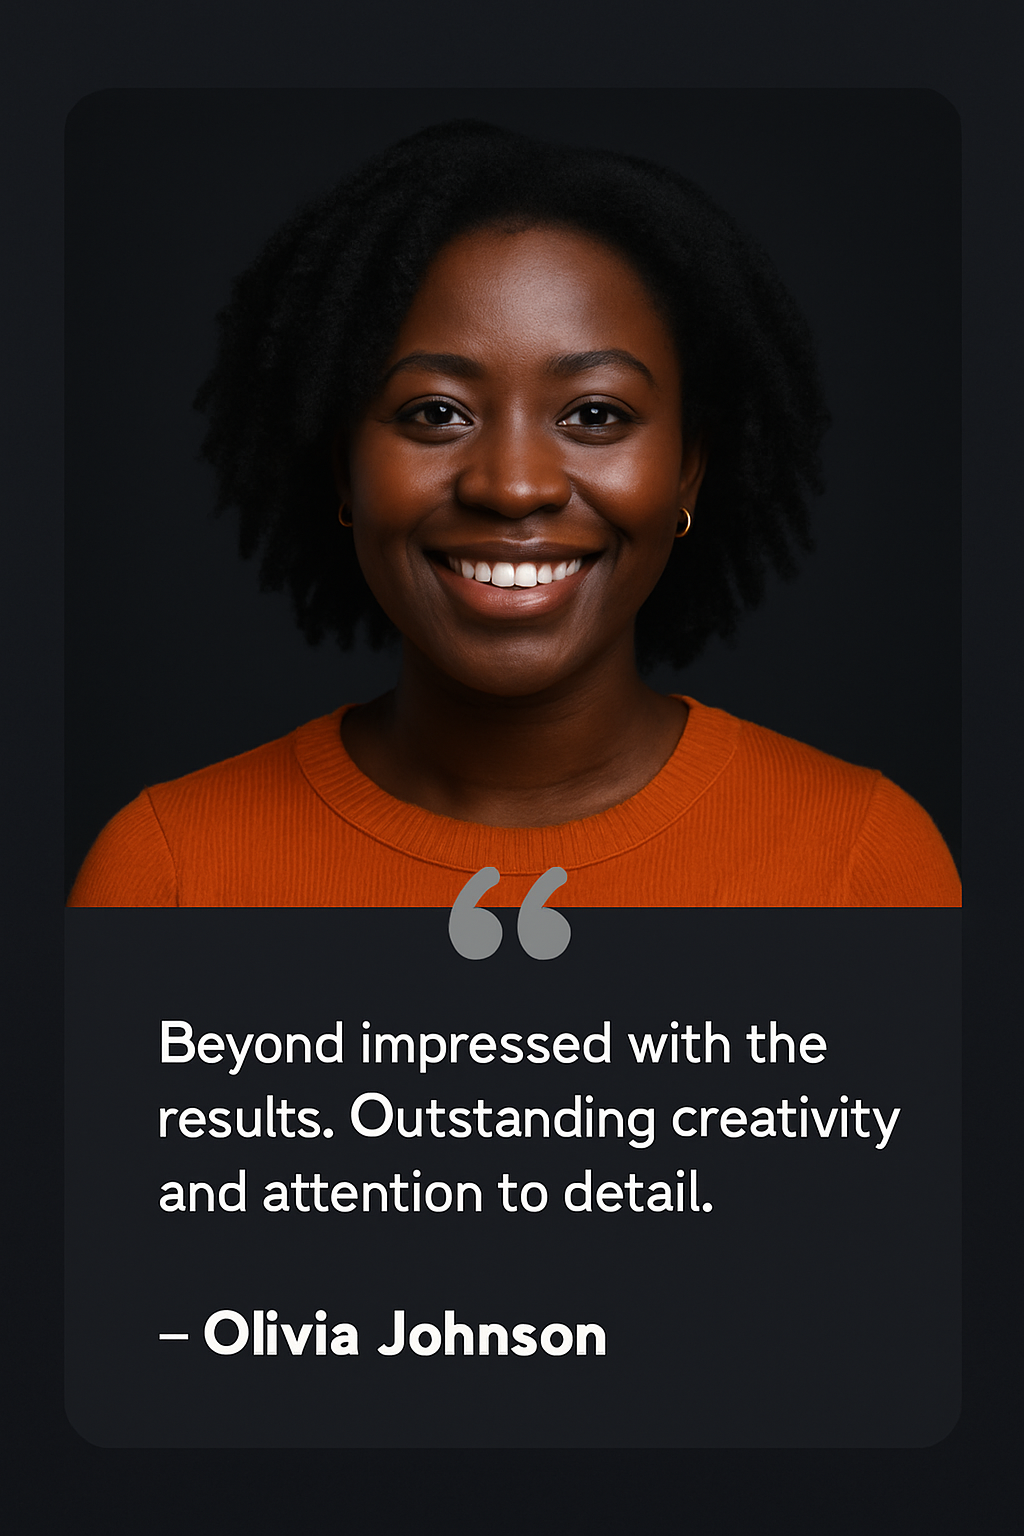 “
Beyond impressed with the
results. Outstanding creativity
and attention to detail.
– Olivia Johnson